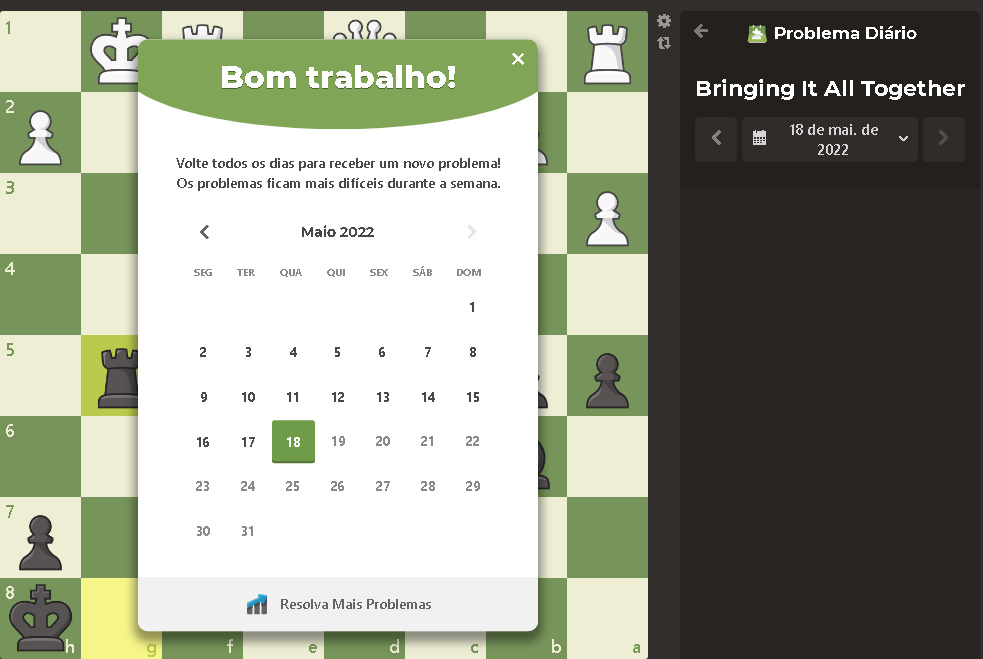 Problema Diário
Bringing It All Together
18 de mai. de
2022
Bom trabalho!
Volte todos os dias para receber um novo problema!
Os problemas ficam mais difíceis durante a semana.
Maio 2022
SEG TER QUA QUI SEX SÁB DOM
1
2 3 4 5 6 7 8
9 10 11 12 13 14 15
16 17 18 19 20 21 22
23 24 25 26 27 28 29
30 31
Resolva Mais Problemas
1
2
3
4
5
6
7
8
h g f e d c b a